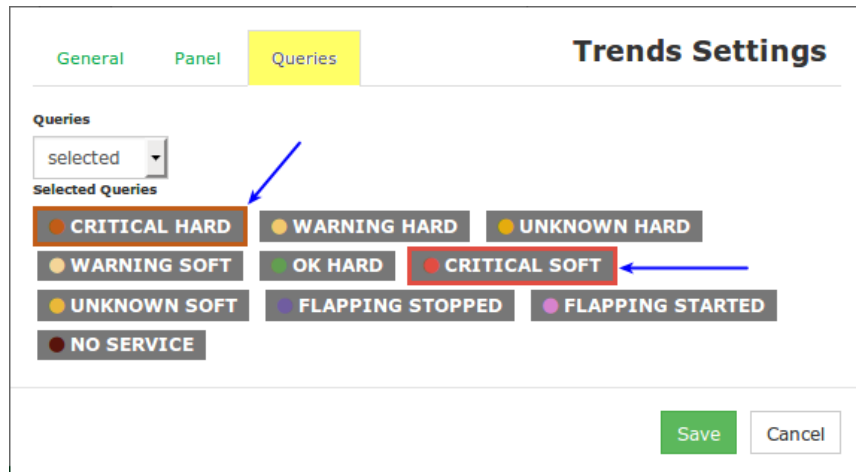 General Panel Queries Trends Settings
Queries
selected
Selected Queries
CRITICAL HARD WARNING HARD UNKNOWN HARD
WARNING SOFT OK HARD CRITICAL SOFT
UNKNOWN SOFT FLAPPING STOPPED FLAPPING STARTED
NO SERVICE
Save Cancel